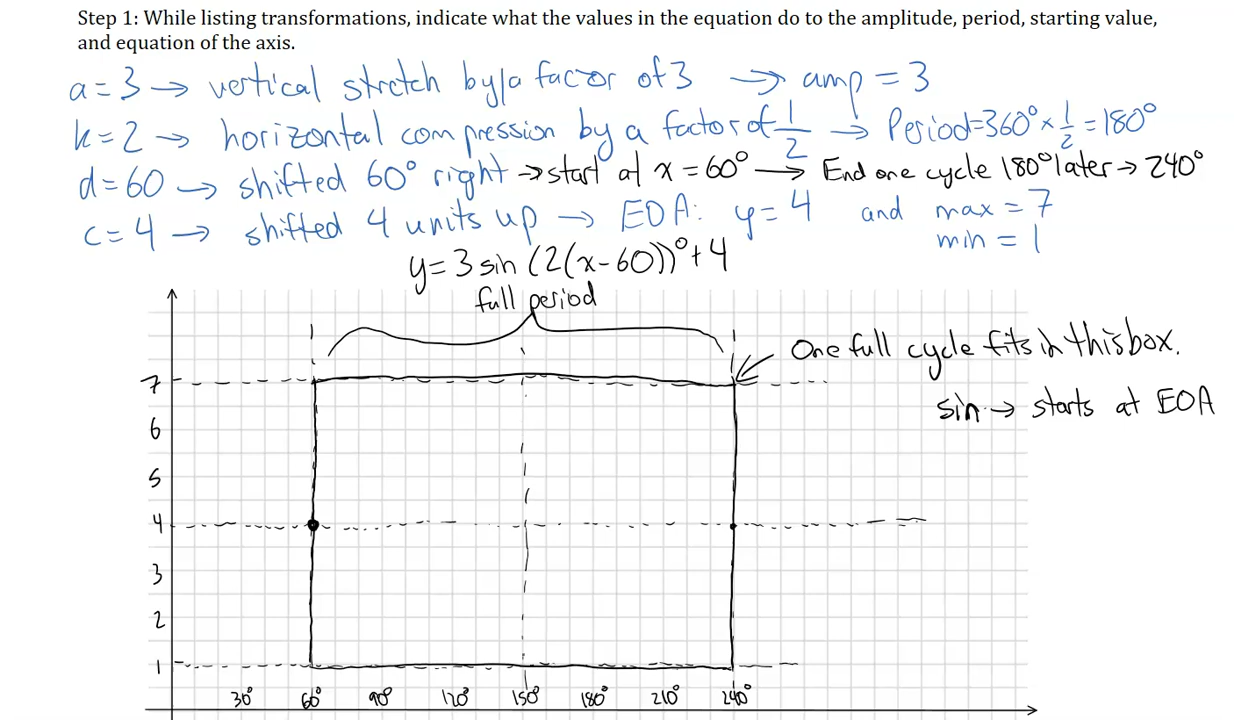 Step 1: While listing transformations, indicate what the values in the equation do to the amplitude, period, starting value,
and equation of the axis.
a = 3 → vertical stretch by a factor of 3 → amp = 3
k = 2 → horizontal compression by a factor of 1/2 → Period = 360° × 1/2 = 180°
d = 60 → shifted 60° right → start at x = 60° → End one cycle 180° later → 240°
c = 4 → shifted 4 units up → EOA: y = 4 and max = 7
min = 1
y = 3 sin (2(x - 60))° + 4
full period
One full cycle fits in this box.
sin → starts at EOA
7
6
5
4
3
2
1
30° 60° 90° 120° 150° 180° 210° 240°